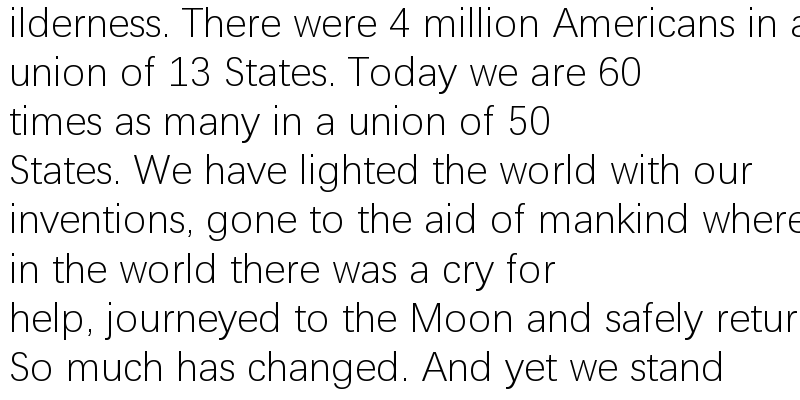 ilderness. There were 4 million Americans in a
union of 13 States. Today we are 60
times as many in a union of 50
States. We have lighted the world with our
inventions, gone to the aid of mankind where
in the world there was a cry for
help, journeyed to the Moon and safely retur
So much has changed. And yet we stand